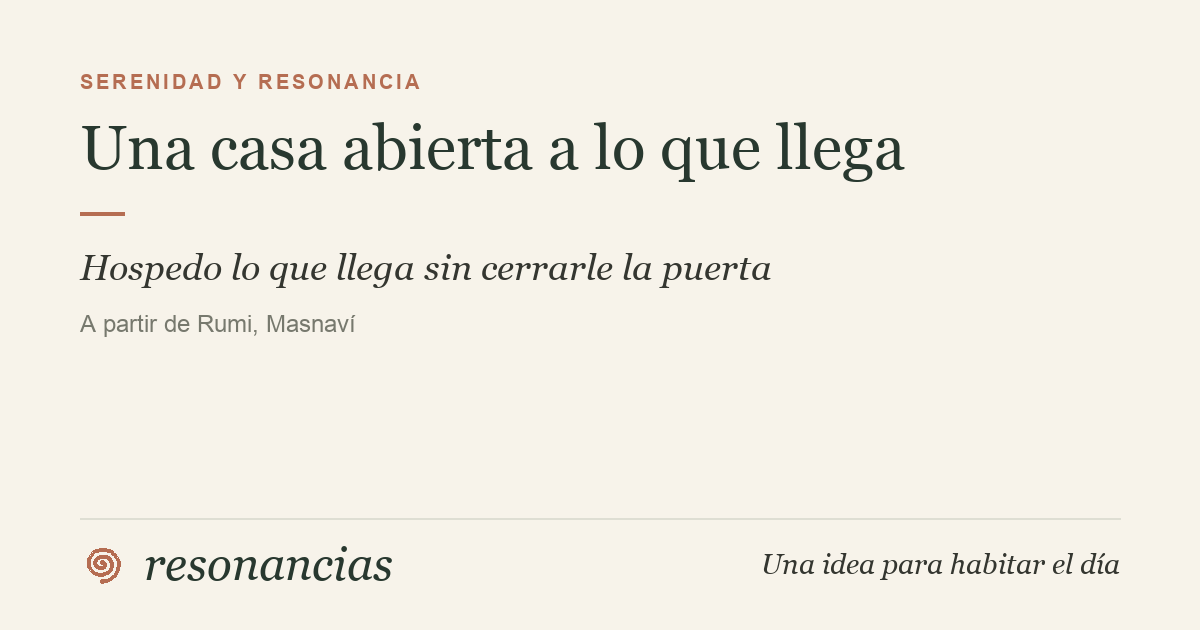 SERENIDAD Y RESONANCIA
Una casa abierta a lo que llega
Hospedo lo que llega sin cerrarle la puerta
A partir de Rumi, Masnaví
resonancias
Una idea para habitar el día